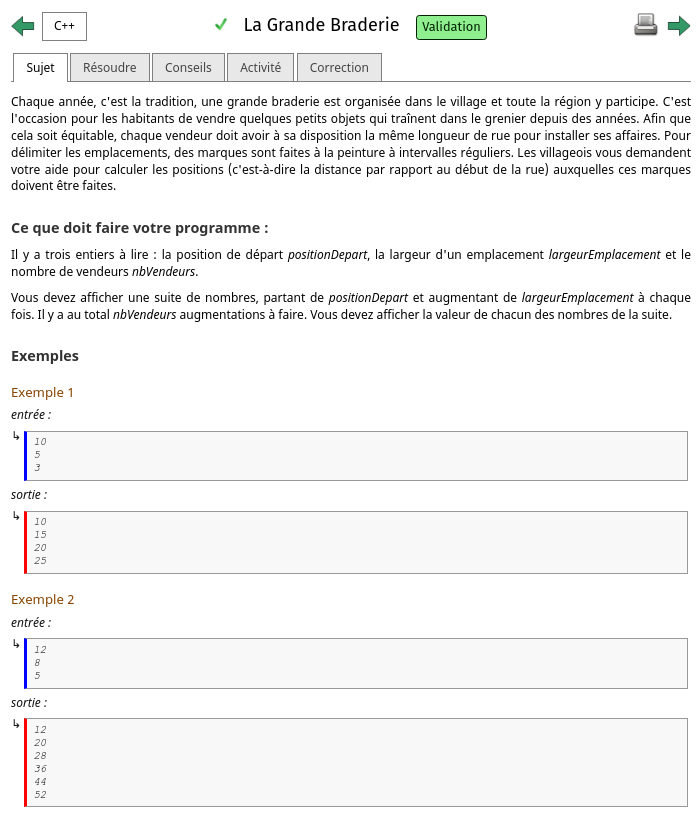 C++
La Grande Braderie
Validation
Sujet
Résoudre
Conseils
Activité
Correction
Chaque année, c'est la tradition, une grande braderie est organisée dans le village et toute la région y participe. C'est
l'occasion pour les habitants de vendre quelques petits objets qui traînent dans le grenier depuis des années. Afin que
cela soit équitable, chaque vendeur doit avoir à sa disposition la même longueur de rue pour installer ses affaires. Pour
délimiter les emplacements, des marques sont faites à la peinture à intervalles réguliers. Les villageois vous demandent
votre aide pour calculer les positions (c'est-à-dire la distance par rapport au début de la rue) auxquelles ces marques
doivent être faites.
Ce que doit faire votre programme :
Il y a trois entiers à lire : la position de départ positionDepart, la largeur d'un emplacement largeurEmplacement et le
nombre de vendeurs nbVendeurs.
Vous devez afficher une suite de nombres, partant de positionDepart et augmentant de largeurEmplacement à chaque
fois. Il y a au total nbVendeurs augmentations à faire. Vous devez afficher la valeur de chacun des nombres de la suite.
Exemples
Exemple 1
entrée :
10
5
3
sortie :
10
15
20
25
Exemple 2
entrée :
12
8
5
sortie :
12
20
28
36
44
52